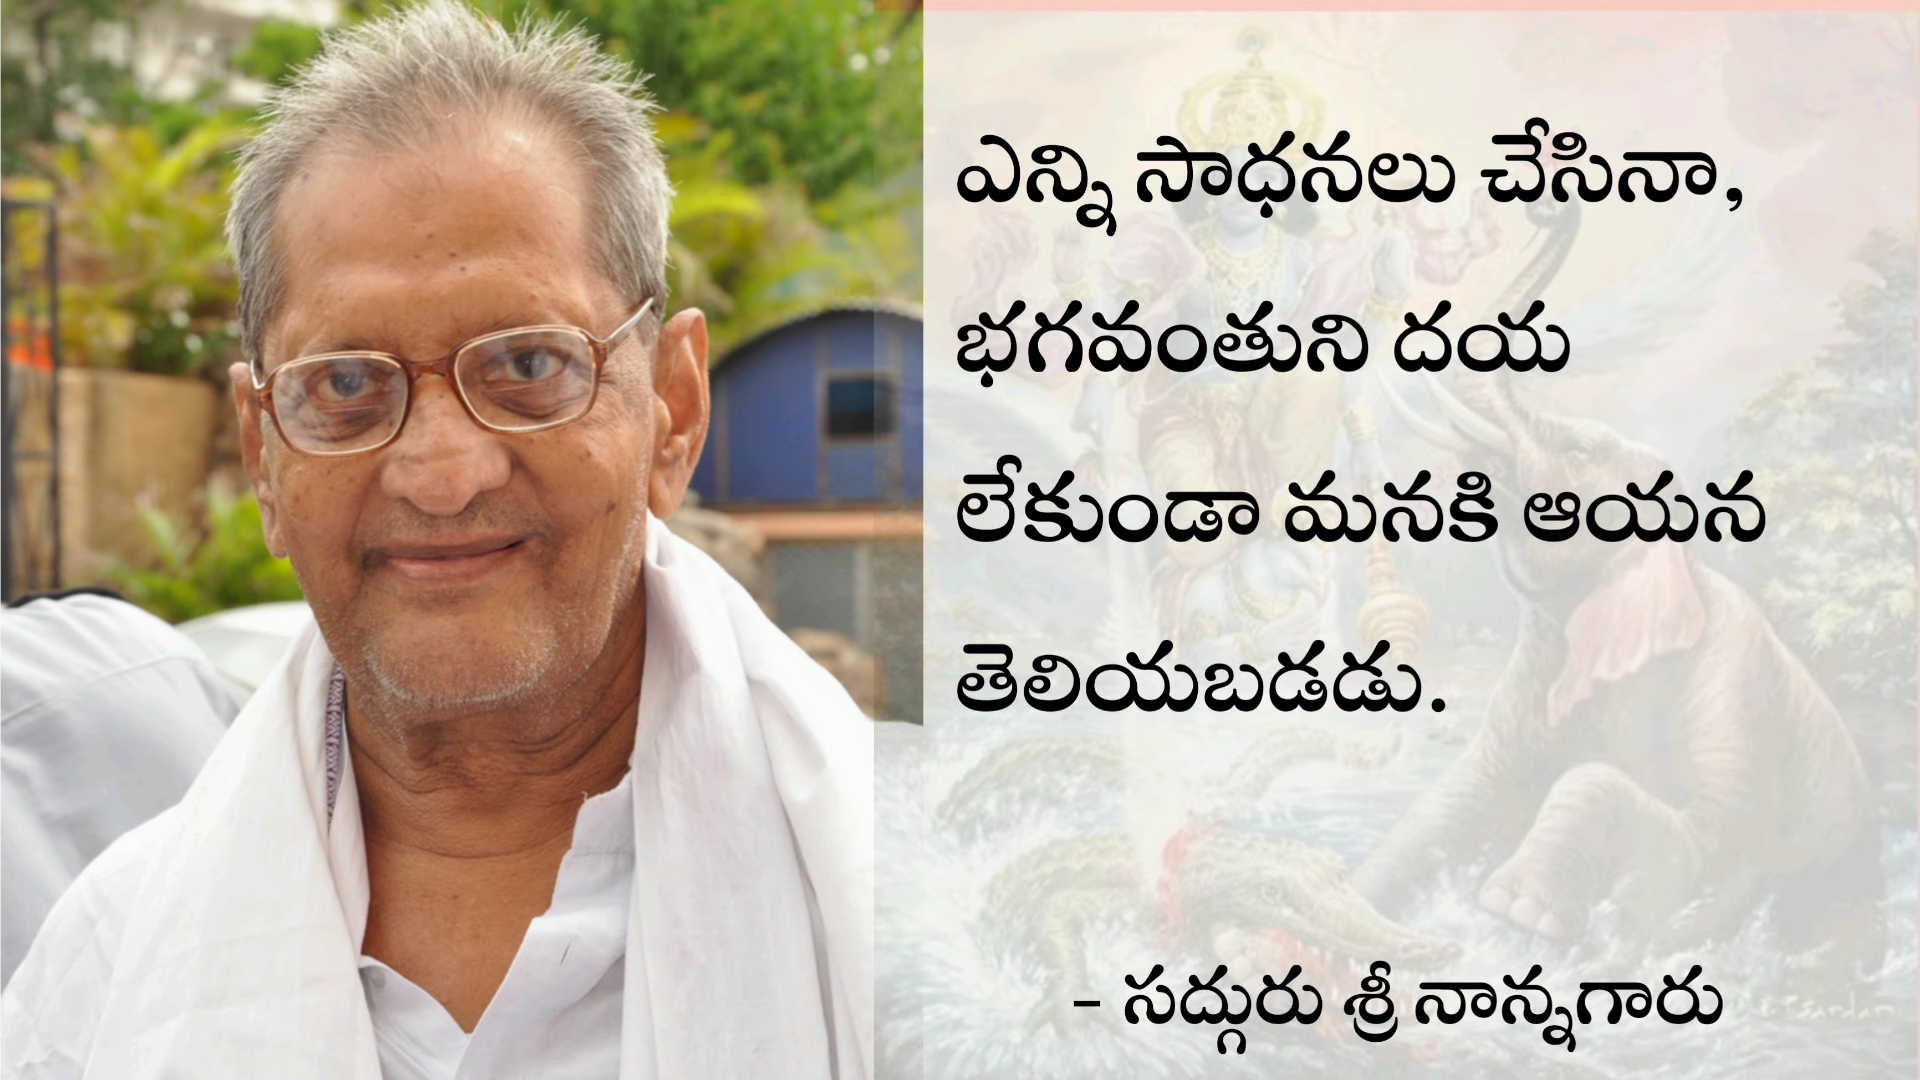 ఎన్ని సాధనలు చేసినా,
భగవంతుని దయ
లేకుండా మనకి ఆయన
తెలియబడడు.
- సద్గురు శ్రీ నాన్నగారు